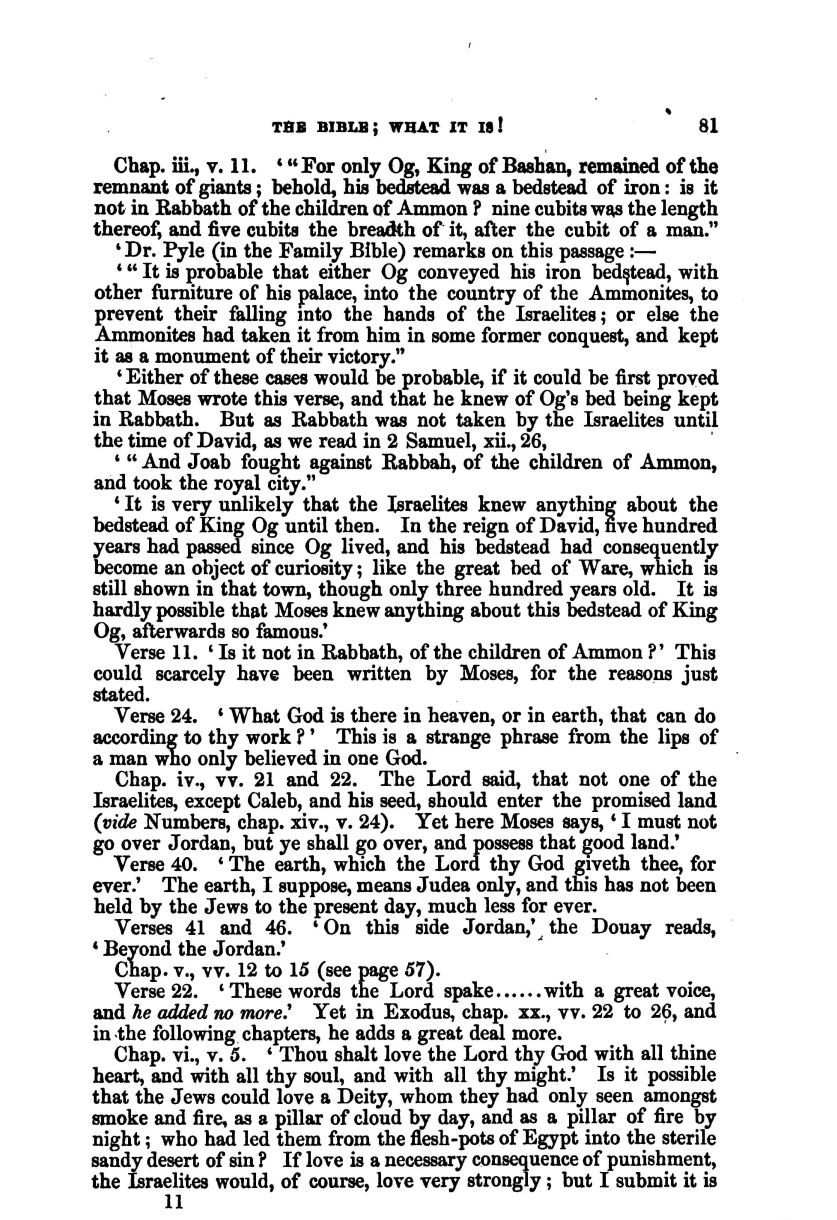 THE BIBLE; WHAT IT IS! 81
Chap. iii., v. 11. ‘ “For only Og, King of Bashan, remained of the
remnant of giants; behold, his bedstead was a bedstead of iron: is it
not in Rabbath of the children of Ammon? nine cubits was the length
thereof, and five cubits the breadth of it, after the cubit of a man.”
‘Dr. Pyle (in the Family Bible) remarks on this passage:—
‘ “It is probable that either Og conveyed his iron bedstead, with
other furniture of his palace, into the country of the Ammonites, to
prevent their falling into the hands of the Israelites; or else the
Ammonites had taken it from him in some former conquest, and kept
it as a monument of their victory.”
‘Either of these cases would be probable, if it could be first proved
that Moses wrote this verse, and that he knew of Og’s bed being kept
in Rabbath. But as Rabbath was not taken by the Israelites until
the time of David, as we read in 2 Samuel, xii., 26,
‘ “And Joab fought against Rabbah, of the children of Ammon,
and took the royal city.”
‘It is very unlikely that the Israelites knew anything about the
bedstead of King Og until then. In the reign of David, five hundred
years had passed since Og lived, and his bedstead had consequently
become an object of curiosity; like the great bed of Ware, which is
still shown in that town, though only three hundred years old. It is
hardly possible that Moses knew anything about this bedstead of King
Og, afterwards so famous.’
Verse 11. ‘Is it not in Rabbath, of the children of Ammon?’ This
could scarcely have been written by Moses, for the reasons just
stated.
Verse 24. ‘What God is there in heaven, or in earth, that can do
according to thy work?’ This is a strange phrase from the lips of
a man who only believed in one God.
Chap. iv., vv. 21 and 22. The Lord said, that not one of the
Israelites, except Caleb, and his seed, should enter the promised land
(vide Numbers, chap. xiv., v. 24). Yet here Moses says, ‘I must not
go over Jordan, but ye shall go over, and possess that good land.’
Verse 40. ‘The earth, which the Lord thy God giveth thee, for
ever.’ The earth, I suppose, means Judea only, and this has not been
held by the Jews to the present day, much less for ever.
Verses 41 and 46. ‘On this side Jordan,’ the Douay reads,
‘Beyond the Jordan.’
Chap. v., vv. 12 to 15 (see page 57).
Verse 22. ‘These words the Lord spake......with a great voice,
and he added no more.’ Yet in Exodus, chap. xx., vv. 22 to 26, and
in the following chapters, he adds a great deal more.
Chap. vi., v. 5. ‘Thou shalt love the Lord thy God with all thine
heart, and with all thy soul, and with all thy might.’ Is it possible
that the Jews could love a Deity, whom they had only seen amongst
smoke and fire, as a pillar of cloud by day, and as a pillar of fire by
night; who had led them from the flesh-pots of Egypt into the sterile
sandy desert of sin? If love is a necessary consequence of punishment,
the Israelites would, of course, love very strongly; but I submit it is
11